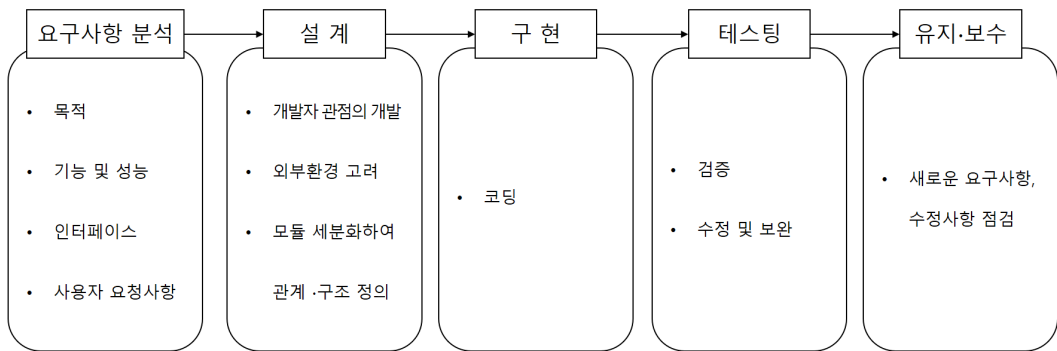 요구사항 분석
설 계
구 현
테스팅
유지·보수
• 목적
• 기능 및 성능
• 인터페이스
• 사용자 요청사항
• 개발자 관점의 개발
• 외부환경 고려
• 모듈 세분화하여
관계 ·구조 정의
• 코딩
• 검증
• 수정 및 보완
• 새로운 요구사항,
수정사항 점검